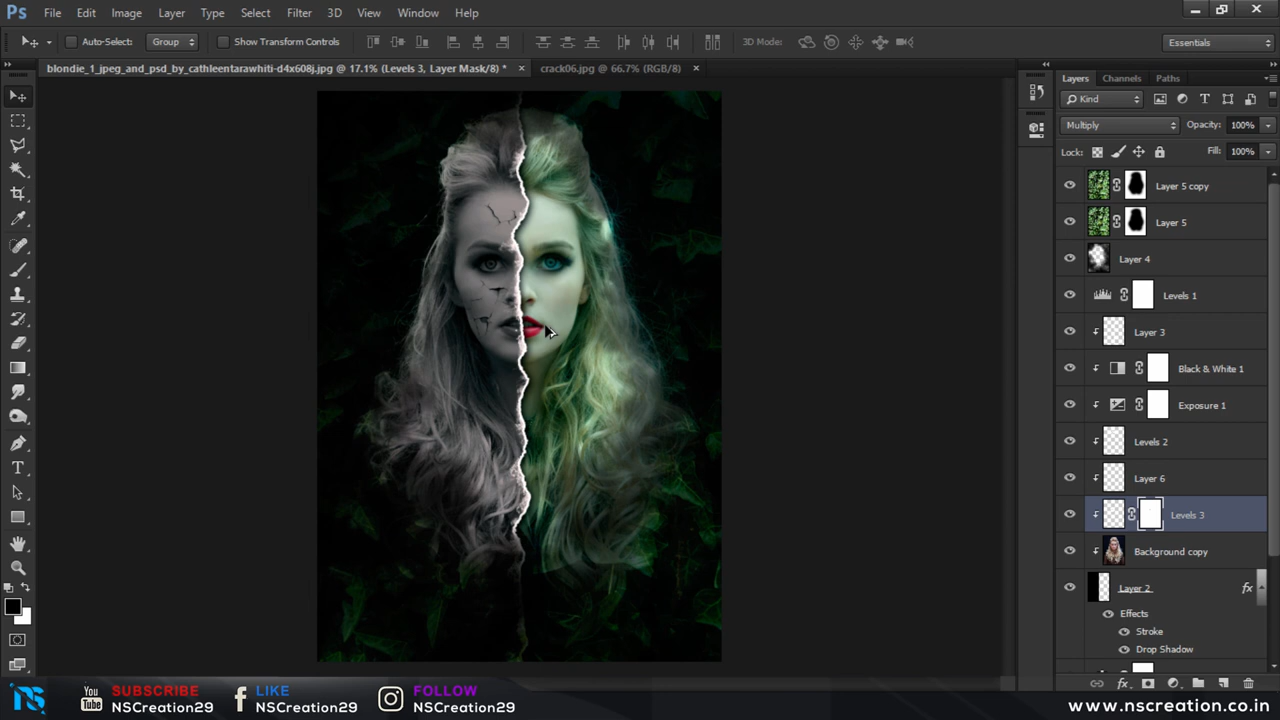 Ps File Edit Image Layer Type Select Filter 3D View Window Help
Auto-Select: Group Show Transform Controls 3D Mode: Essentials
blondie_1_jpeg_and_psd_by_cathleentarawhiti-d4x608j.jpg @ 17.1% (Levels 3, Layer Mask/8) * × crack06.jpg @ 66.7% (RGB/8) ×
Layers Channels Paths
Kind
Multiply Opacity: 100%
Lock: Fill: 100%
Layer 5 copy
Layer 5
Layer 4
Levels 1
Layer 3
Black & White 1
Exposure 1
Levels 2
Layer 6
Levels 3
Background copy
Layer 2 fx
Effects
Stroke
Drop Shadow
NS You Tube SUBSCRIBE NSCreation29
LIKE NSCreation29
FOLLOW NSCreation29
www.nscreation.co.in